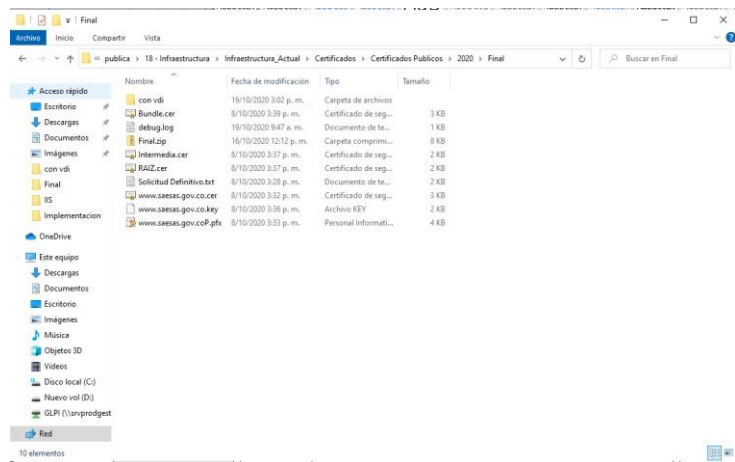 Final
Archivo Inicio Compartir Vista
« publica › 18 - Infraestructura › Infraestructura_Actual › Certificados › Certificados Publicos › 2020 › Final
Buscar en Final
Nombre Fecha de modificación Tipo Tamaño
con vdi 19/10/2020 3:02 p. m. Carpeta de archivos
Bundle.cer 8/10/2020 3:39 p. m. Certificado de seg... 3 KB
debug.log 19/10/2020 9:47 a. m. Documento de te... 1 KB
Final.zip 16/10/2020 12:12 p. m. Carpeta comprimi... 8 KB
Intermedia.cer 8/10/2020 3:37 p. m. Certificado de seg... 2 KB
RAIZ.cer 8/10/2020 3:37 p. m. Certificado de seg... 2 KB
Solicitud Definitivo.txt 8/10/2020 3:28 p. m. Documento de te... 2 KB
www.saesas.gov.co.cer 8/10/2020 3:32 p. m. Certificado de seg... 3 KB
www.saesas.gov.co.key 8/10/2020 3:36 p. m. Archivo KEY 2 KB
www.saesas.gov.coP.pfx 8/10/2020 3:33 p. m. Personal Informati... 4 KB
Acceso rápido
Escritorio
Descargas
Documentos
Imágenes
con vdi
Final
IIS
Implementacion
OneDrive
Este equipo
Descargas
Documentos
Escritorio
Imágenes
Música
Objetos 3D
Vídeos
Disco local (C:)
Nuevo vol (D:)
GLPI (\\srvprodgest
Red
10 elementos